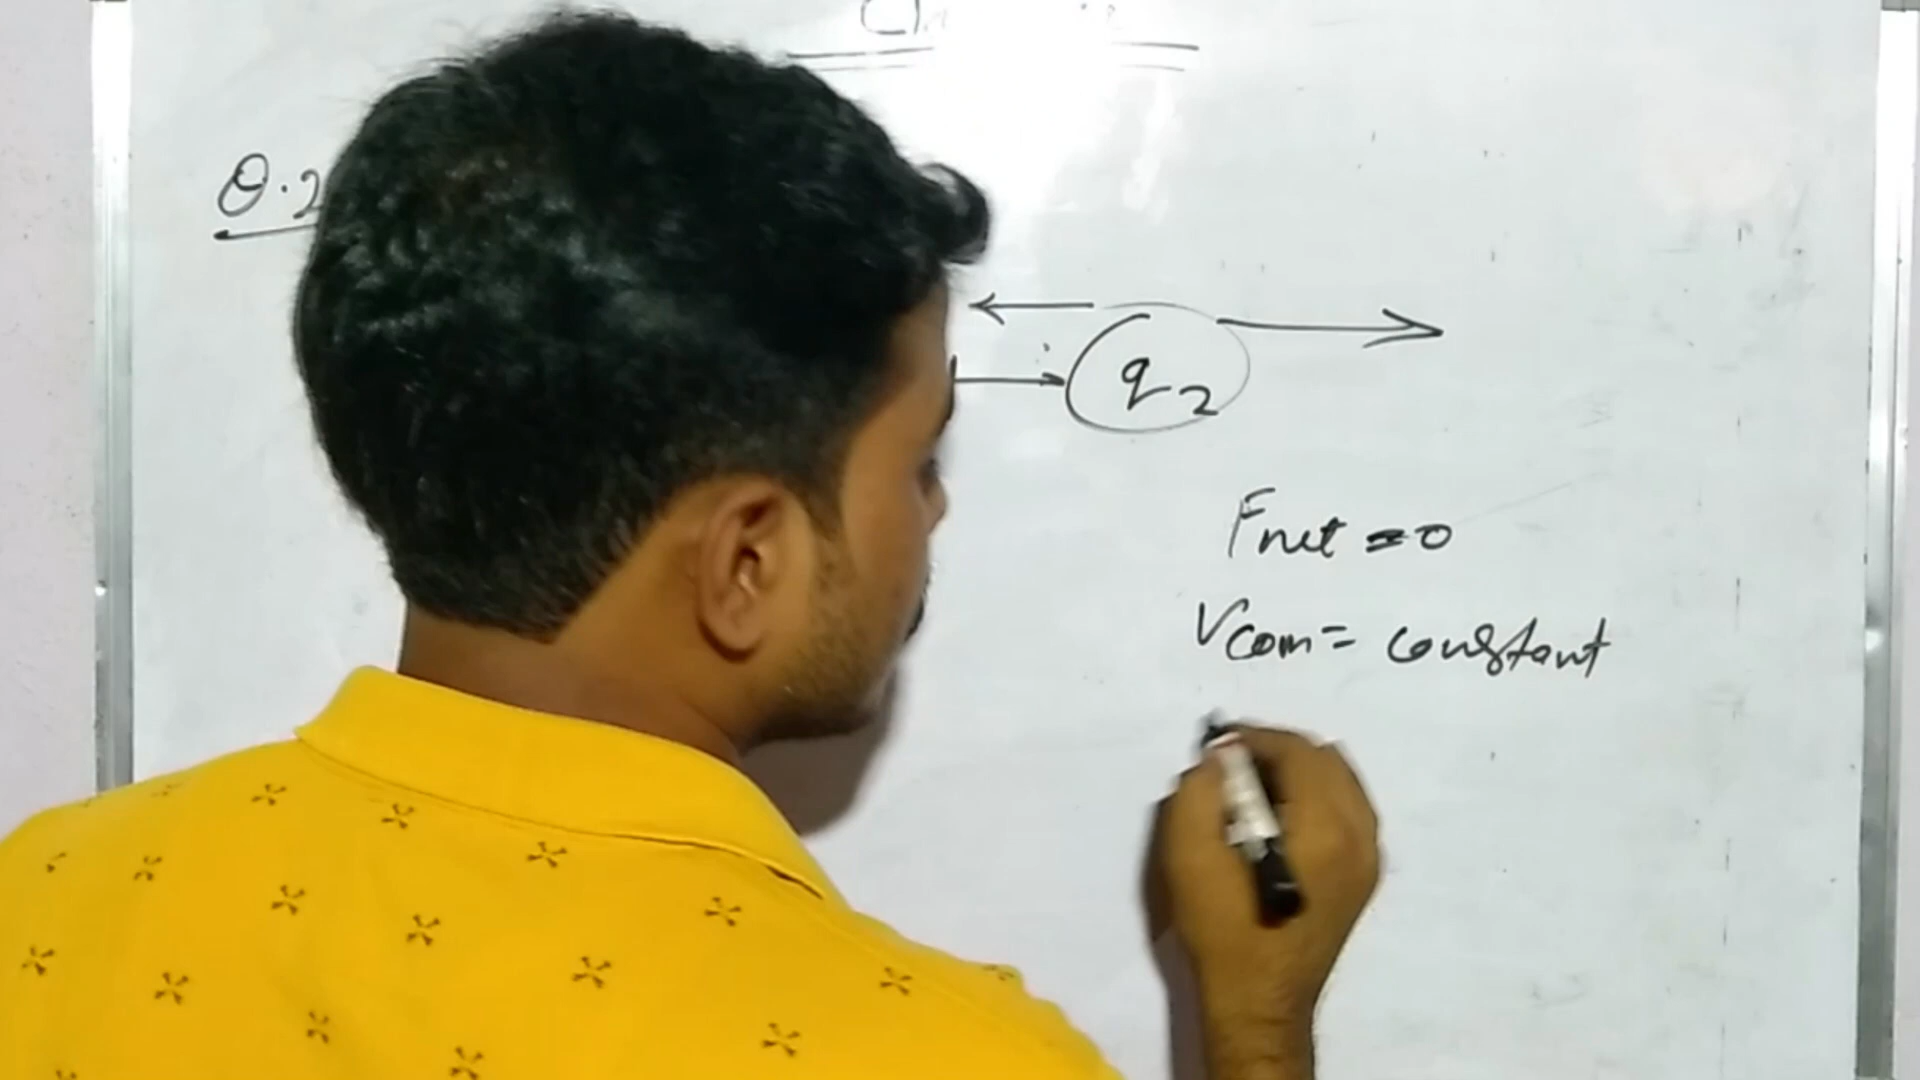 Q.2
q2
Fnet = 0
Vcom = constant